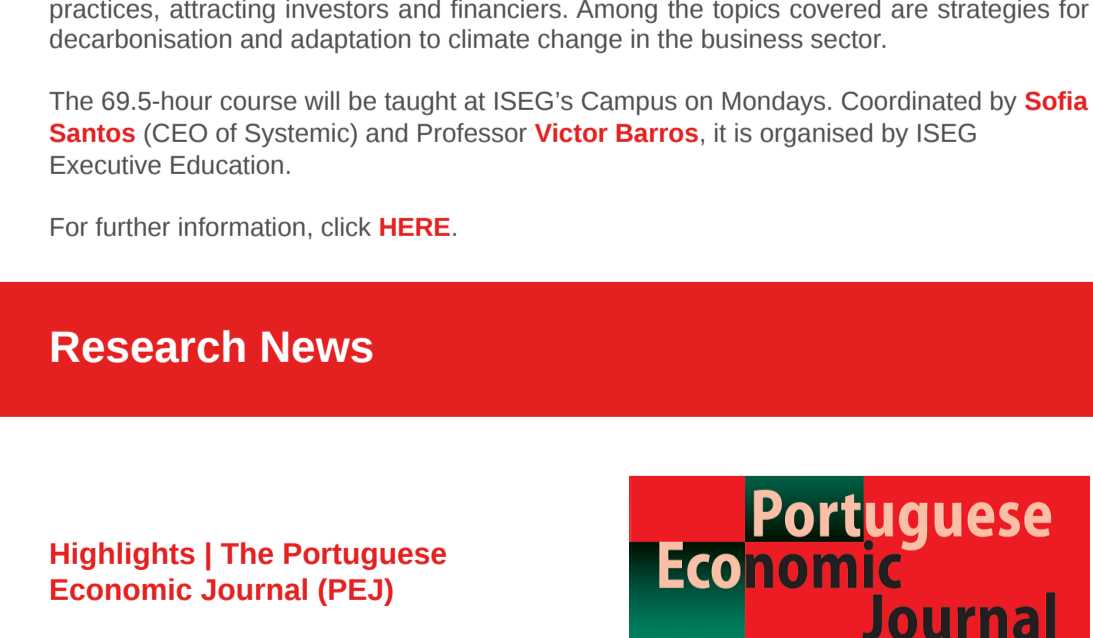 practices, attracting investors and financiers. Among the topics covered are strategies for
decarbonisation and adaptation to climate change in the business sector.
The 69.5-hour course will be taught at ISEG’s Campus on Mondays. Coordinated by Sofia
Santos (CEO of Systemic) and Professor Victor Barros, it is organised by ISEG
Executive Education.
For further information, click HERE.
Research News
Highlights | The Portuguese
Economic Journal (PEJ)
Portuguese
Economic
Journal